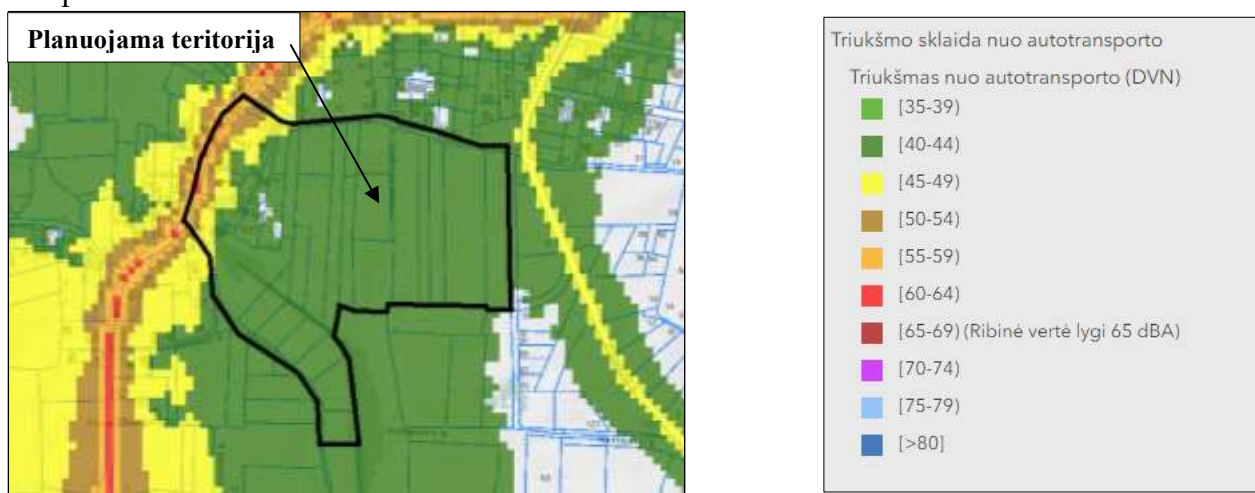 Planuojama teritorija
Triukšmo sklaida nuo autotransporto
Triukšmas nuo autotransporto (DVN)
[35-39)
[40-44)
[45-49)
[50-54)
[55-59)
[60-64)
[65-69) (Ribinė vertė lygi 65 dBA)
[70-74)
[75-79)
[>80]